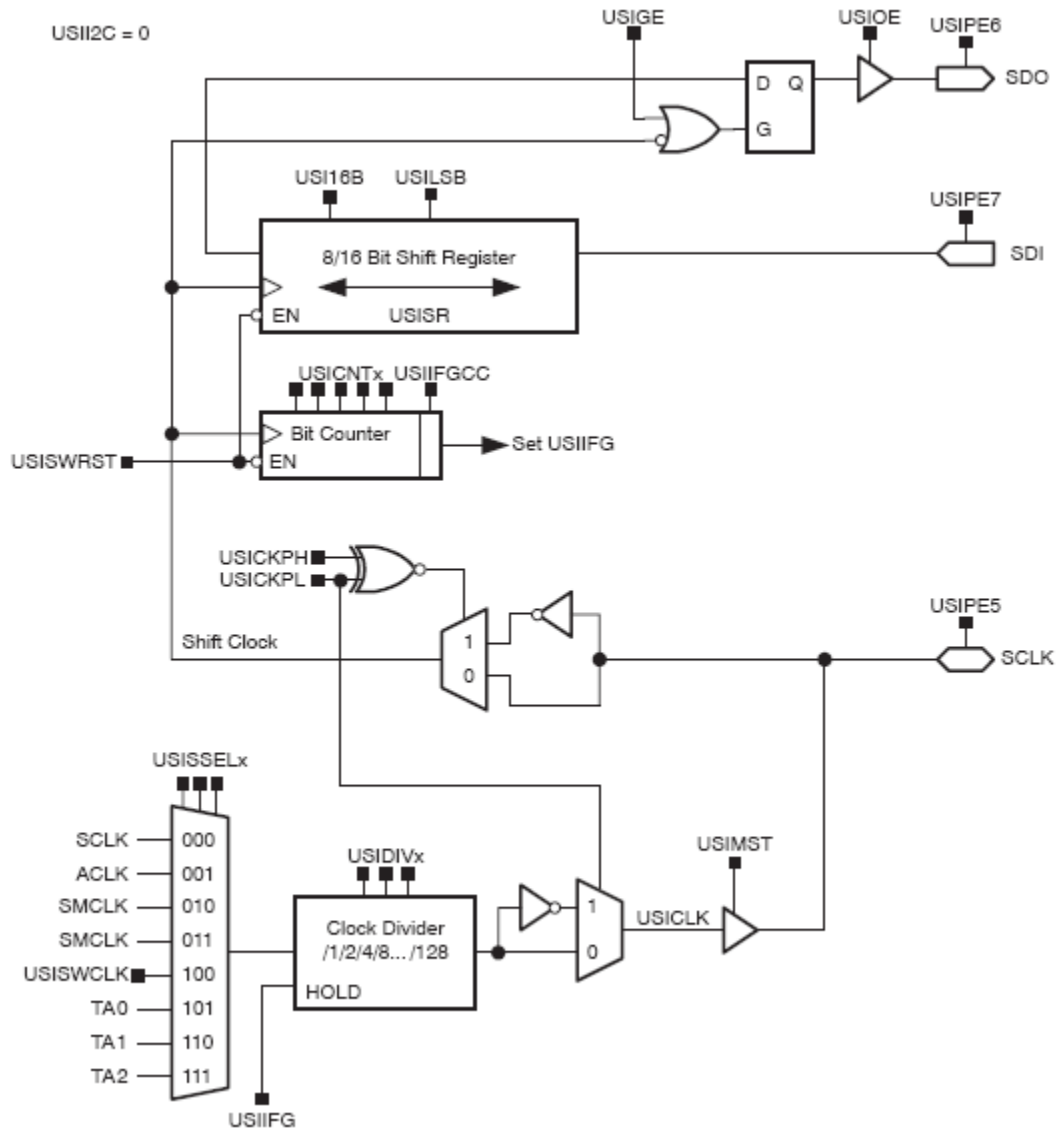 USII2C = 0
USIGE
USIOE
USIPE6
D Q
SDO
G
USI16B
USILSB
USIPE7
8/16 Bit Shift Register
SDI
EN
USISR
USICNTx
USIIFGCC
Bit Counter
Set USIIFG
USISWRST
EN
USICKPH
USICKPL
USIPE5
Shift Clock
1
0
SCLK
USISSELx
SCLK 000
USIDIVx
USIMST
ACLK 001
SMCLK 010
1
USICLK
Clock Divider
SMCLK 011
/1/2/4/8... /128
0
USISWCLK 100
HOLD
TA0 101
TA1 110
TA2 111
USIIFG